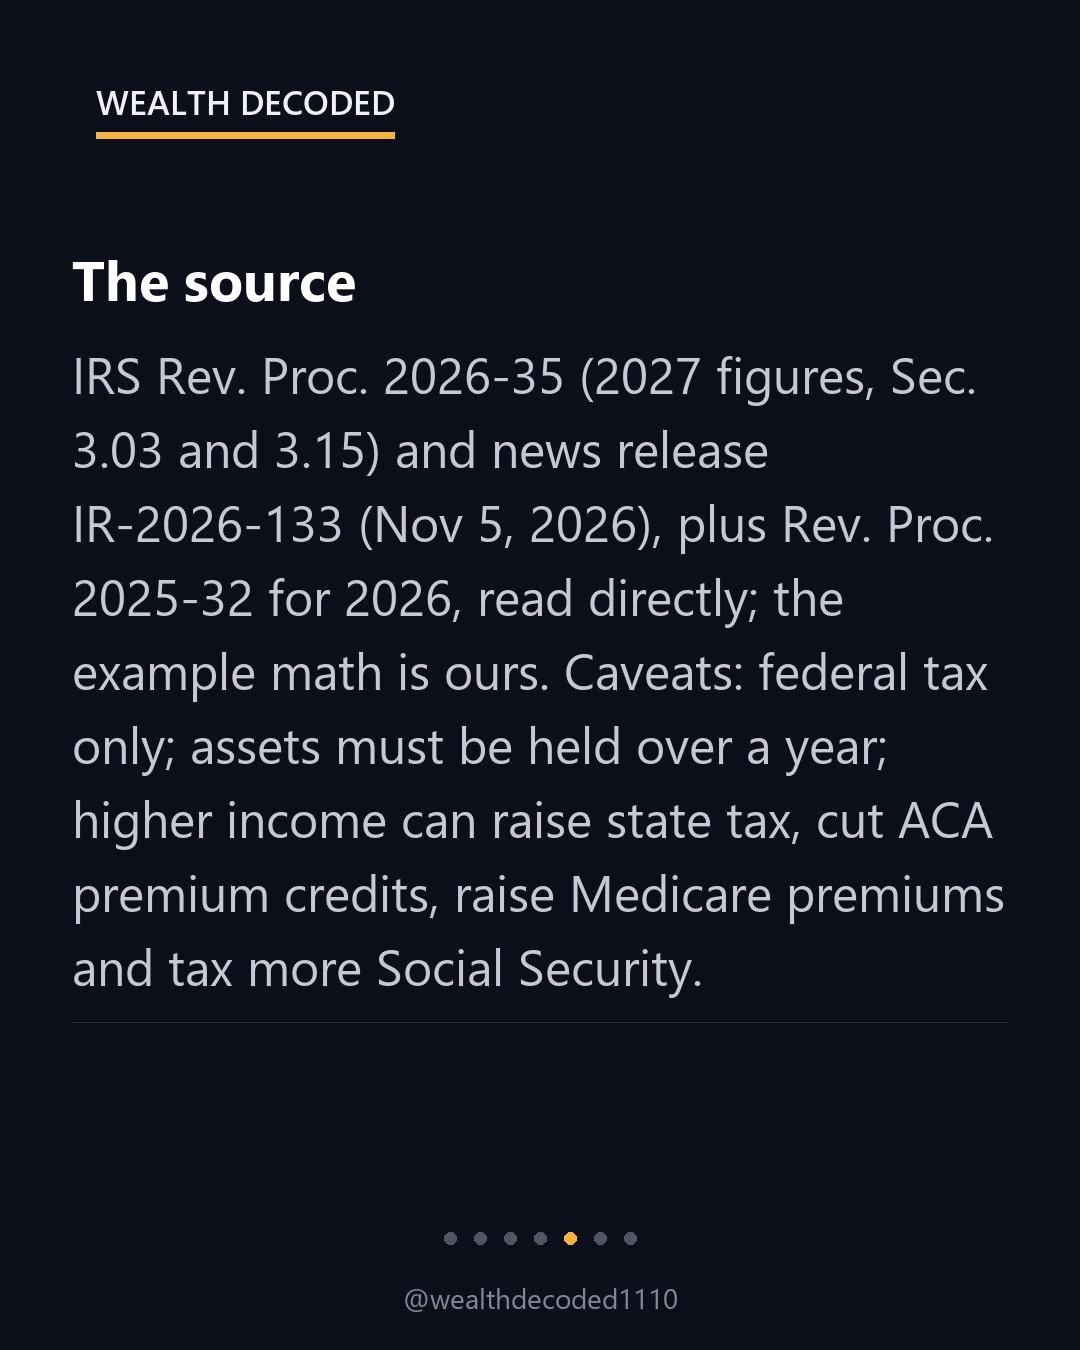 WEALTH DECODED
The source
IRS Rev. Proc. 2026-35 (2027 figures, Sec.
3.03 and 3.15) and news release
IR-2026-133 (Nov 5, 2026), plus Rev. Proc.
2025-32 for 2026, read directly; the
example math is ours. Caveats: federal tax
only; assets must be held over a year;
higher income can raise state tax, cut ACA
premium credits, raise Medicare premiums
and tax more Social Security.
@wealthdecoded1110